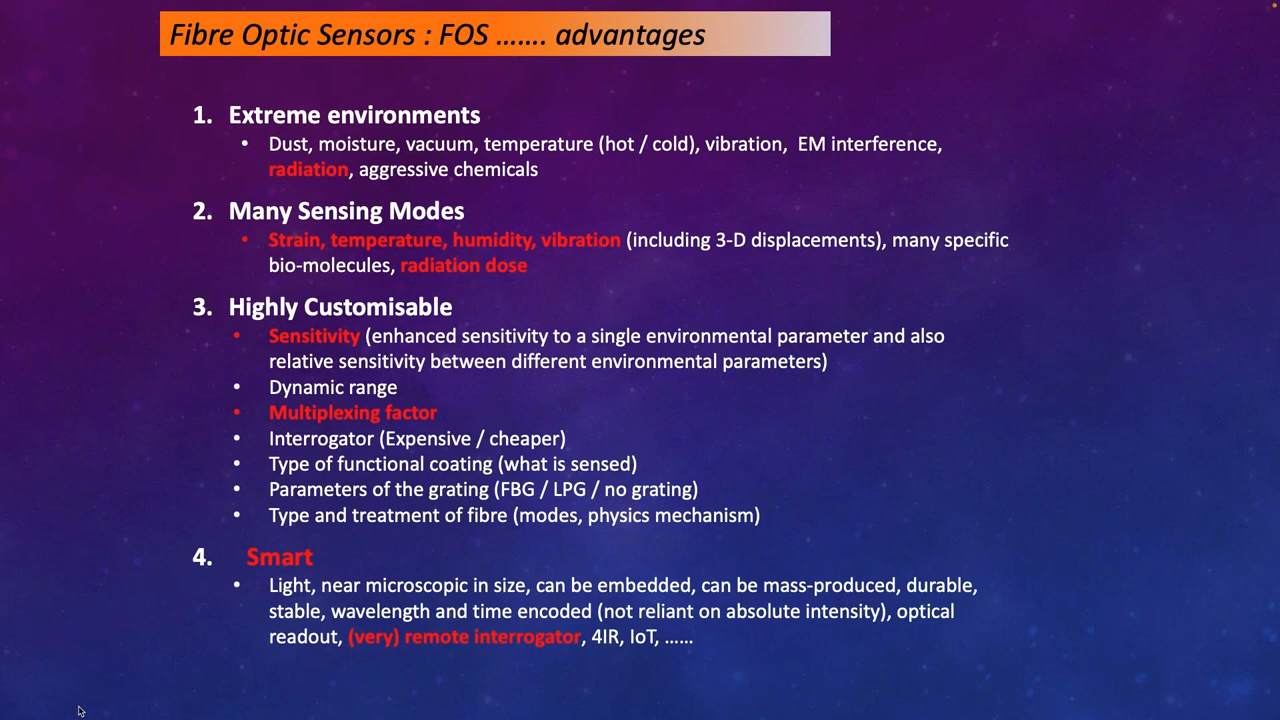 Fibre Optic Sensors : FOS ....... advantages
1. Extreme environments
• Dust, moisture, vacuum, temperature (hot / cold), vibration, EM interference,
radiation, aggressive chemicals
2. Many Sensing Modes
• Strain, temperature, humidity, vibration (including 3-D displacements), many specific
bio-molecules, radiation dose
3. Highly Customisable
• Sensitivity (enhanced sensitivity to a single environmental parameter and also
relative sensitivity between different environmental parameters)
• Dynamic range
• Multiplexing factor
• Interrogator (Expensive / cheaper)
• Type of functional coating (what is sensed)
• Parameters of the grating (FBG / LPG / no grating)
• Type and treatment of fibre (modes, physics mechanism)
4. Smart
• Light, near microscopic in size, can be embedded, can be mass-produced, durable,
stable, wavelength and time encoded (not reliant on absolute intensity), optical
readout, (very) remote interrogator, 4IR, IoT, ......